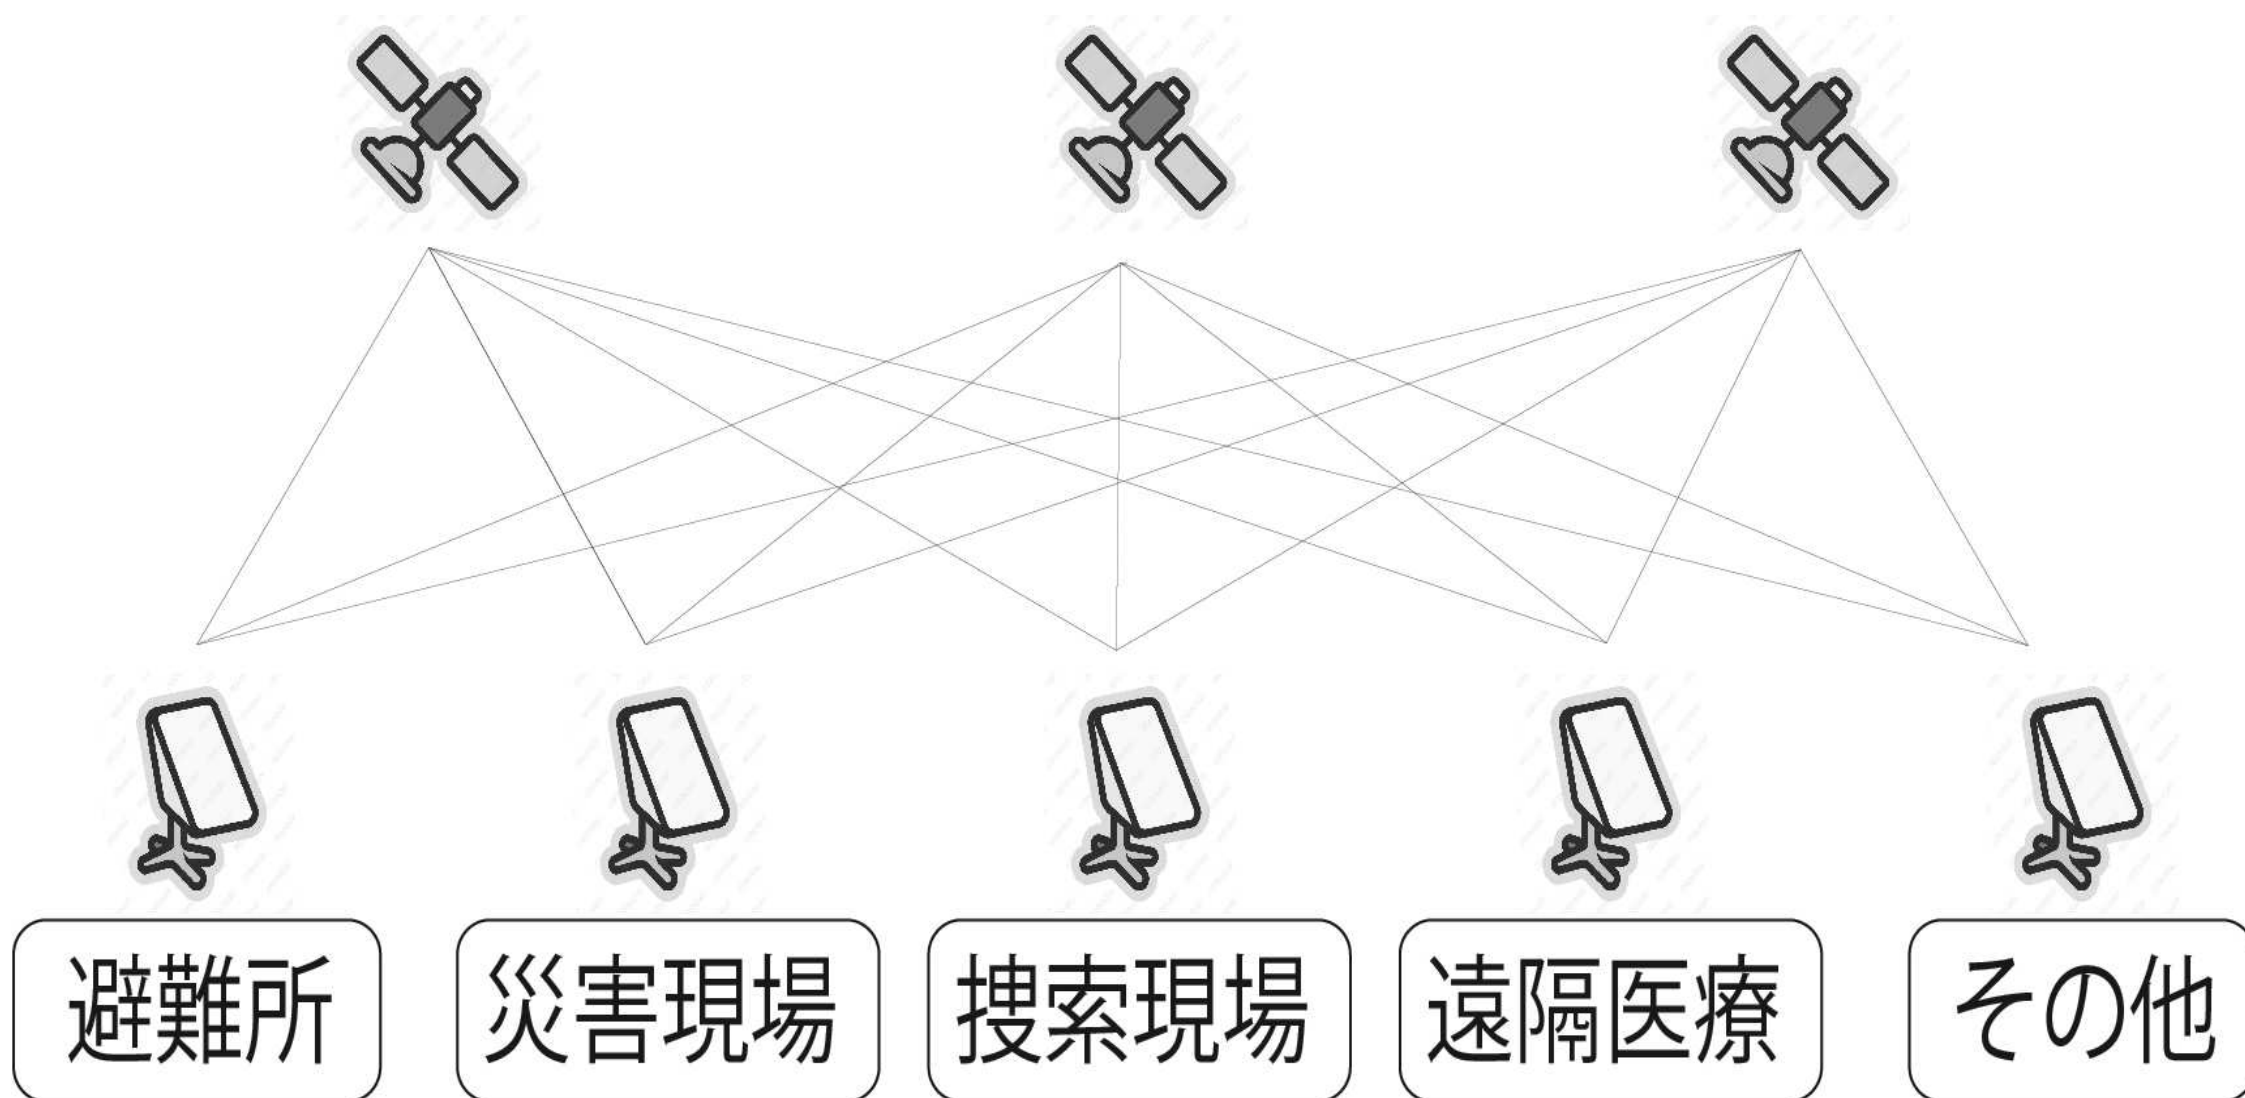 避難所
災害現場
捜索現場
遠隔医療
その他